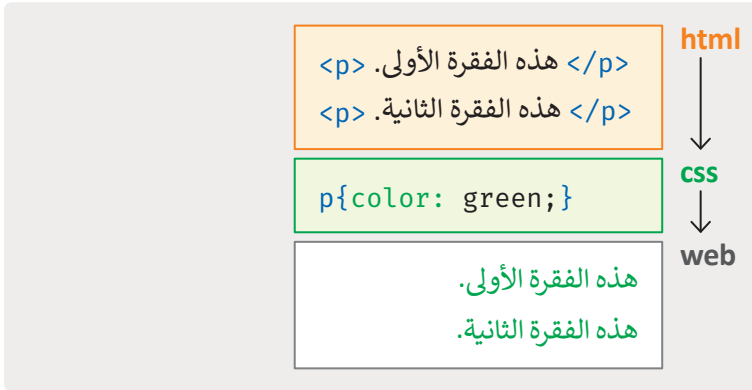 html
<p> هذه الفقرة الأولى. </p>
<p> هذه الفقرة الثانية. </p>
css
p{color: green;}
web
هذه الفقرة الأولى.
هذه الفقرة الثانية.